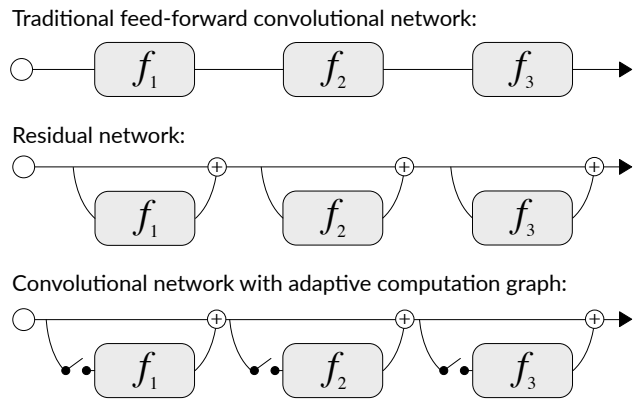 Traditional feed-forward convolutional network:
f1 f2 f3
Residual network:
+ + +
f1 f2 f3
Convolutional network with adaptive computation graph:
+ + +
f1 f2 f3